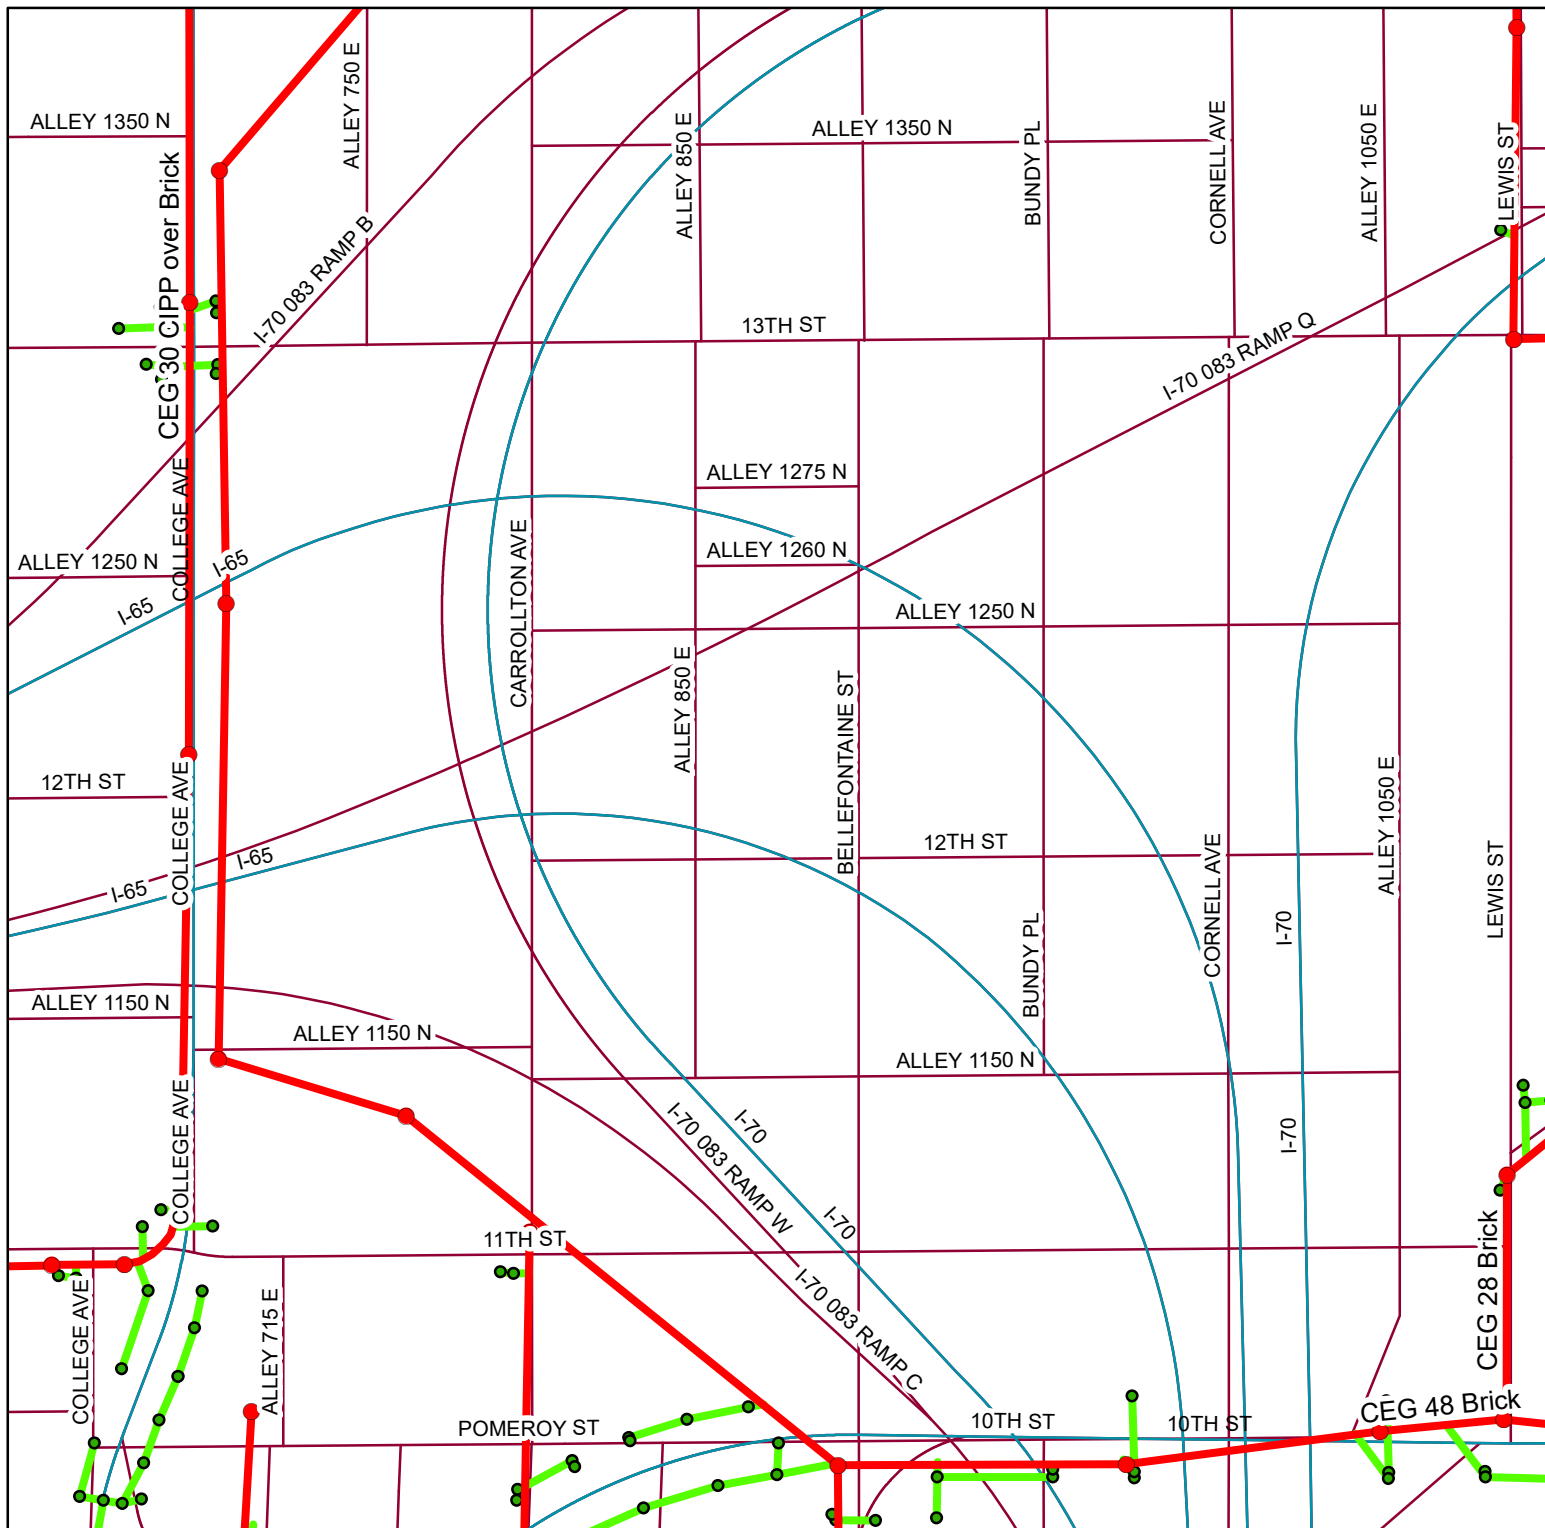 ALLEY 750 E
ALLEY 1350 N
ALLEY 850 E
ALLEY 1350 N
BUNDY PL
CORNELL AVE
ALLEY 1050 E
LEWIS ST
CEG 30 CIPP over Brick
I-70 083 RAMP B
13TH ST
I-70 083 RAMP Q
COLLEGE AVE
ALLEY 1275 N
ALLEY 1250 N
I-65
I-65
CARROLLTON AVE
ALLEY 1260 N
ALLEY 1250 N
ALLEY 850 E
BELLEFONTAINE ST
12TH ST
COLLEGE AVE
I-65
I-65
12TH ST
CORNELL AVE
ALLEY 1050 E
LEWIS ST
I-70
BUNDY PL
ALLEY 1150 N
ALLEY 1150 N
ALLEY 1150 N
COLLEGE AVE
I-70 083 RAMP W
I-70
I-70
I-70
11TH ST
I-70 083 RAMP C
CEG 28 Brick
COLLEGE AVE
ALLEY 715 E
POMEROY ST
10TH ST
10TH ST
CEG 48 Brick